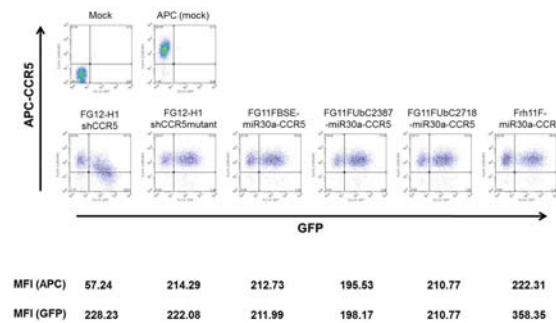 Mock
APC (mock)
APC-CCR5
FG12-H1
shCCR5
FG12-H1
shCCR5mutant
FG11FBSE-
miR30a-CCR5
FG11FUbC2387
-miR30a-CCR5
FG11FUbC2718
-miR30a-CCR5
Frh11F-
miR30a-CCR5
GFP
MFI (APC) 57.24 214.29 212.73 195.53 210.77 222.31
MFI (GFP) 228.23 222.08 211.99 198.17 210.77 358.35